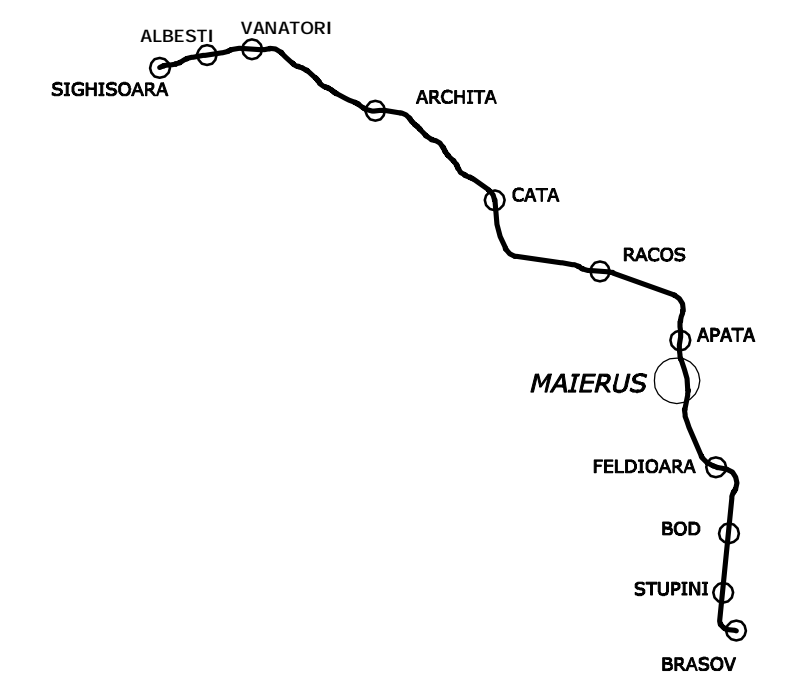 VANATORI
ALBESTI
SIGHISOARA
ARCHITA
CATA
RACOS
APATA
MAIERUS
FELDIOARA
BOD
STUPINI
BRASOV